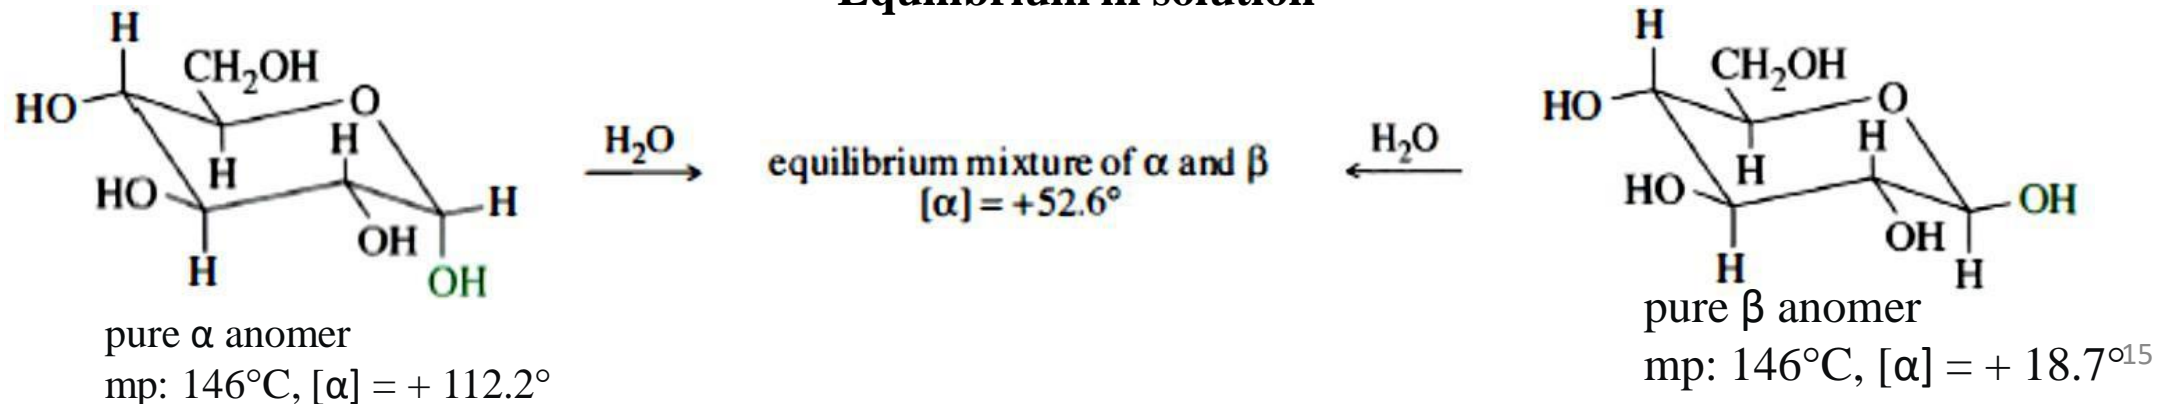 Equilibrium in solution
H
CH₂OH
HO
O
H
H
HO
H
OH
H
OH
pure α anomer
mp: 146°C, [α] = + 112.2°
H₂O
equilibrium mixture of α and β
[α] = +52.6°
H₂O
H
CH₂OH
HO
O
H
H
HO
OH
OH
H
H
pure β anomer
mp: 146°C, [α] = + 18.7°
15